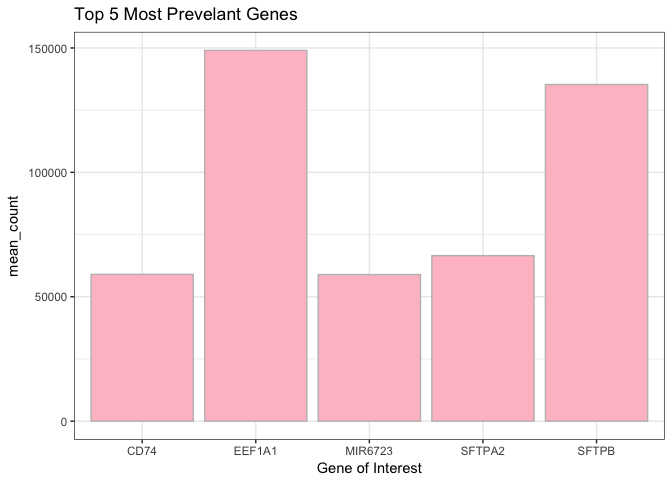 Top 5 Most Prevelant Genes
mean_count
150000
100000
50000
0
CD74 EEF1A1 MIR6723 SFTPA2 SFTPB
Gene of Interest